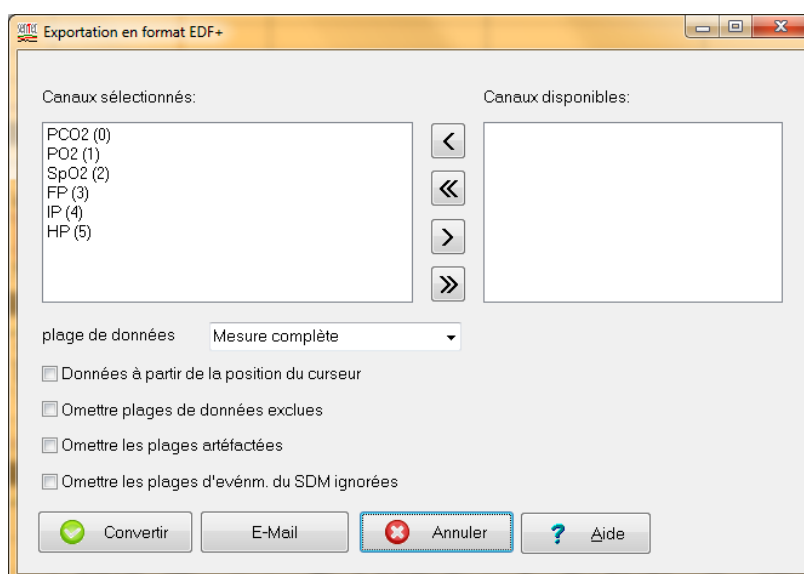 Exportation en format EDF+
Canaux sélectionnés:
Canaux disponibles:
PCO2 (0)
PO2 (1)
SpO2 (2)
FP (3)
IP (4)
HP (5)
plage de données
Mesure complète
Données à partir de la position du curseur
Omettre plages de données exclues
Omettre les plages artéfactées
Omettre les plages d'evénm. du SDM ignorées
Convertir
E-Mail
Annuler
? Aide